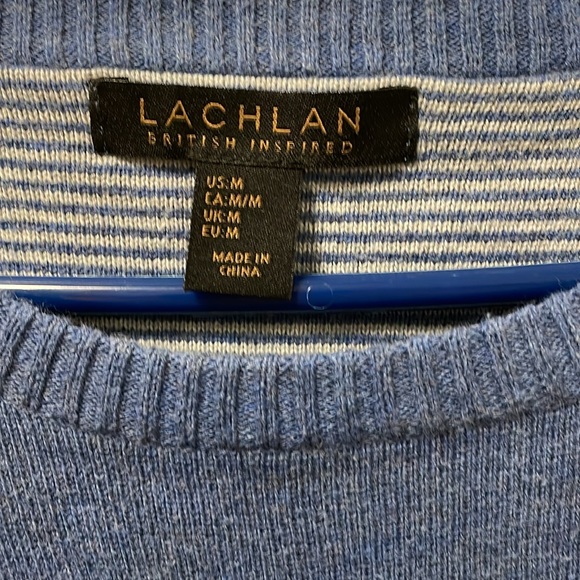 LACHLAN
BRITISH INSPIRED
US:M
CA:M/M
UK:M
EU:M
MADE IN
CHINA